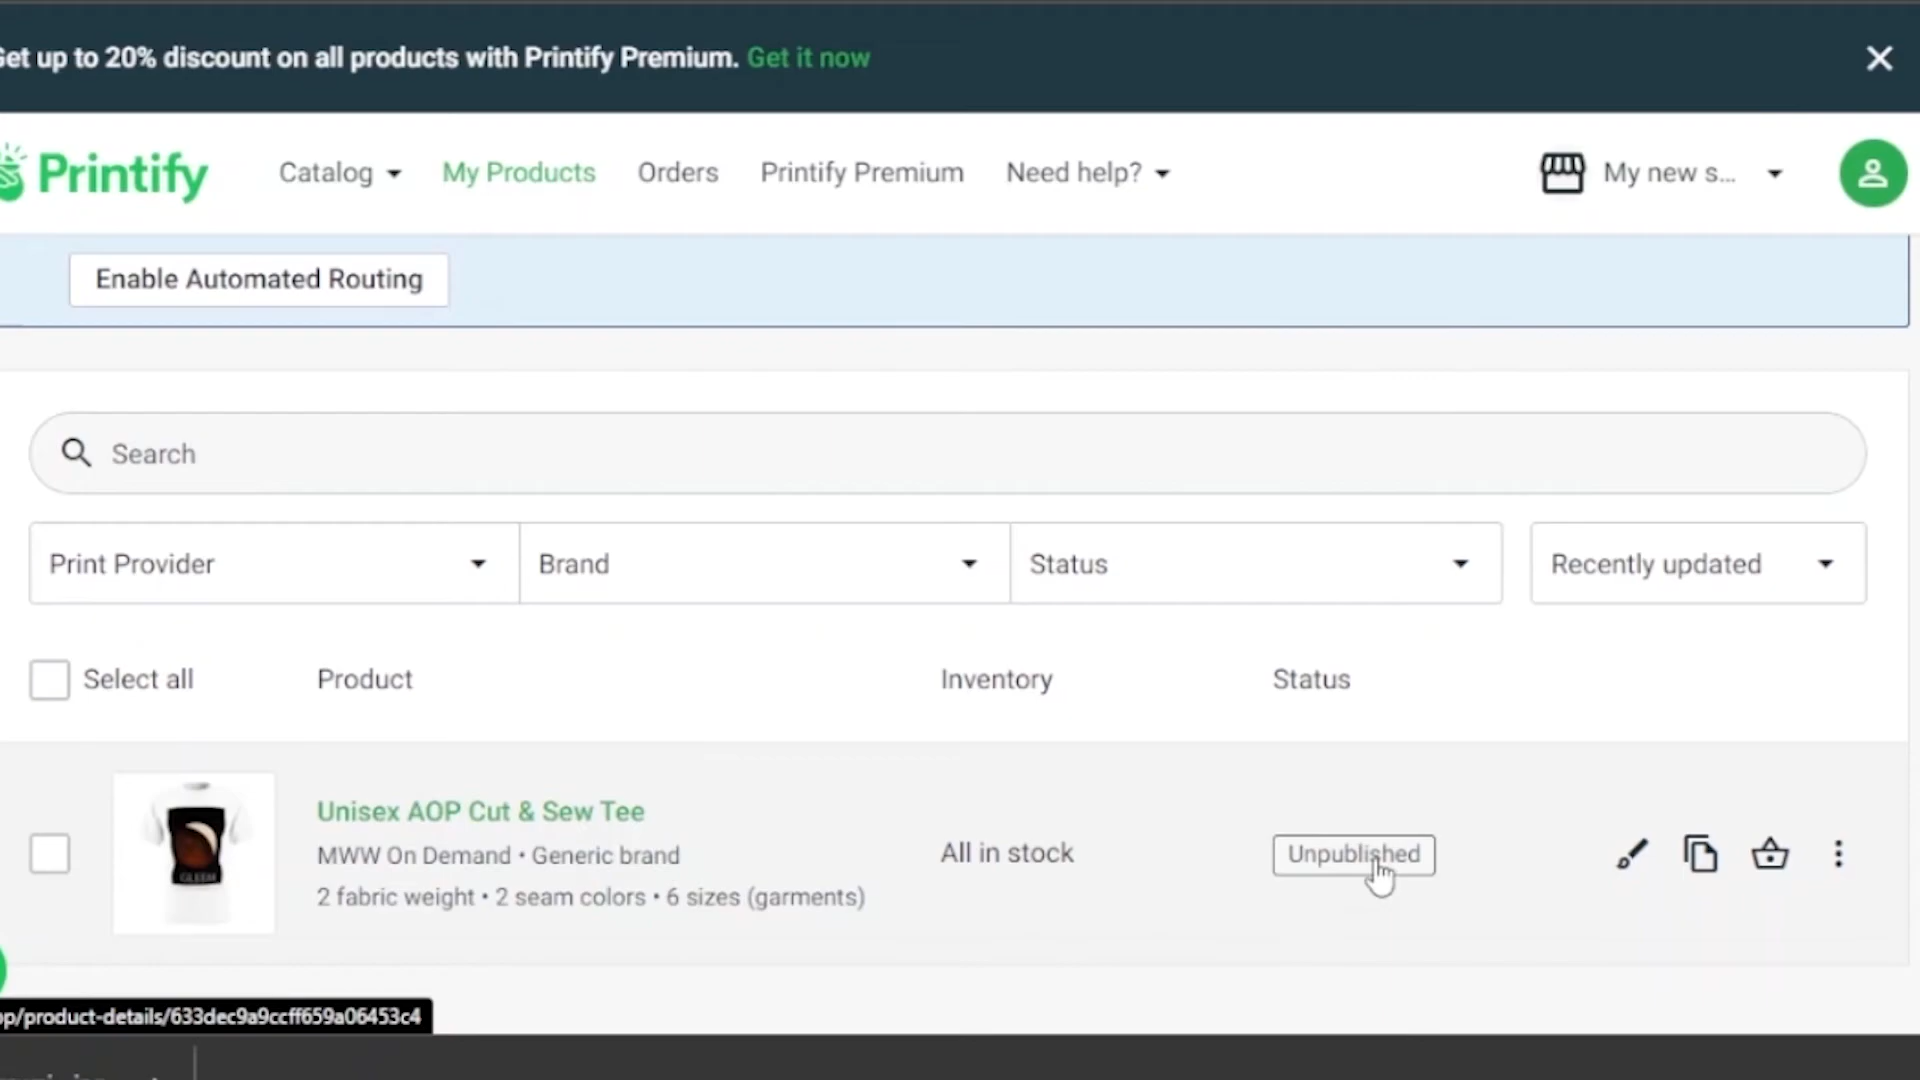 Get up to 20% discount on all products with Printify Premium. Get it now
Printify
Catalog
My Products
Orders
Printify Premium
Need help?
My new s...
Enable Automated Routing
Search
Print Provider
Brand
Status
Recently updated
Select all
Product
Inventory
Status
Unisex AOP Cut & Sew Tee
MWW On Demand • Generic brand
2 fabric weight • 2 seam colors • 6 sizes (garments)
All in stock
Unpublished
pp/product-details/633dec9a9ccff659a06453c4